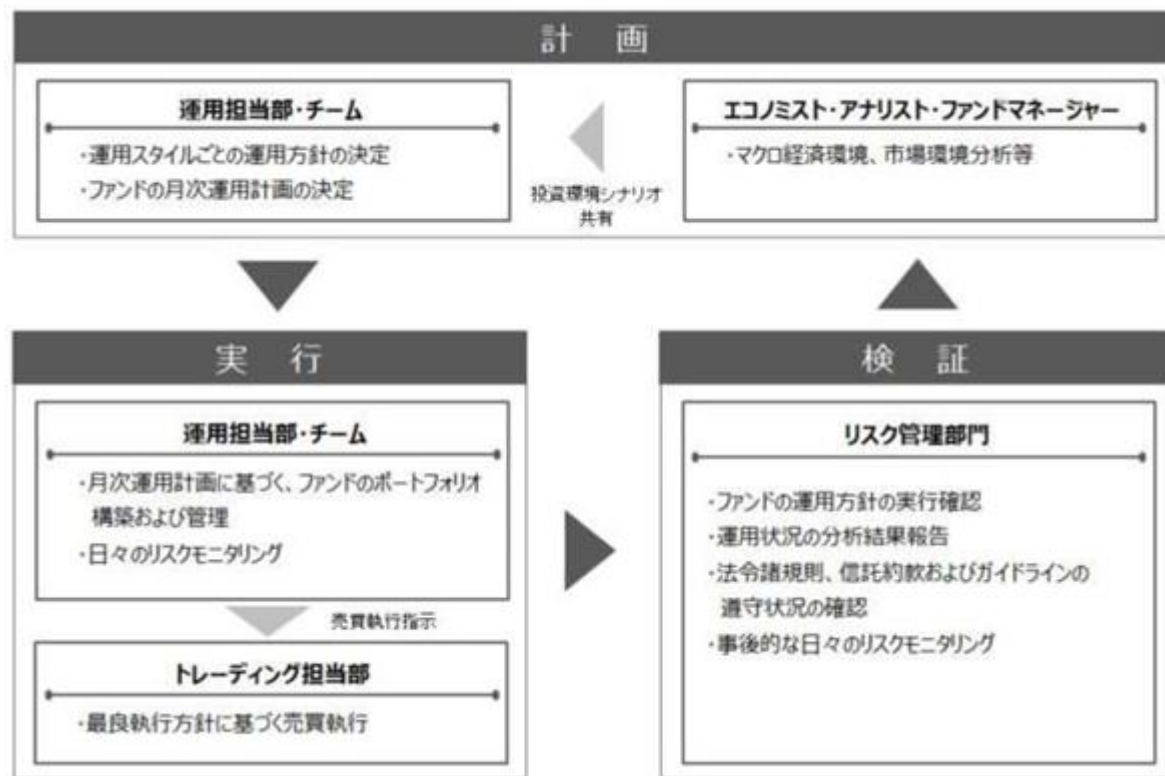 計 画
運用担当部・チーム
・運用スタイルごとの運用方針の決定
・ファンドの月次運用計画の決定
投資環境シナリオ
共有
エコノミスト・アナリスト・ファンドマネージャー
・マクロ経済環境、市場環境分析等
実 行
運用担当部・チーム
・月次運用計画に基づく、ファンドのポートフォリオ
構築および管理
・日々のリスクモニタリング
売買執行指示
トレーディング担当部
・最良執行方針に基づく売買執行
検 証
リスク管理部門
・ファンドの運用方針の実行確認
・運用状況の分析結果報告
・法令諸規則、信託約款およびガイドラインの
遵守状況の確認
・事後的な日々のリスクモニタリング